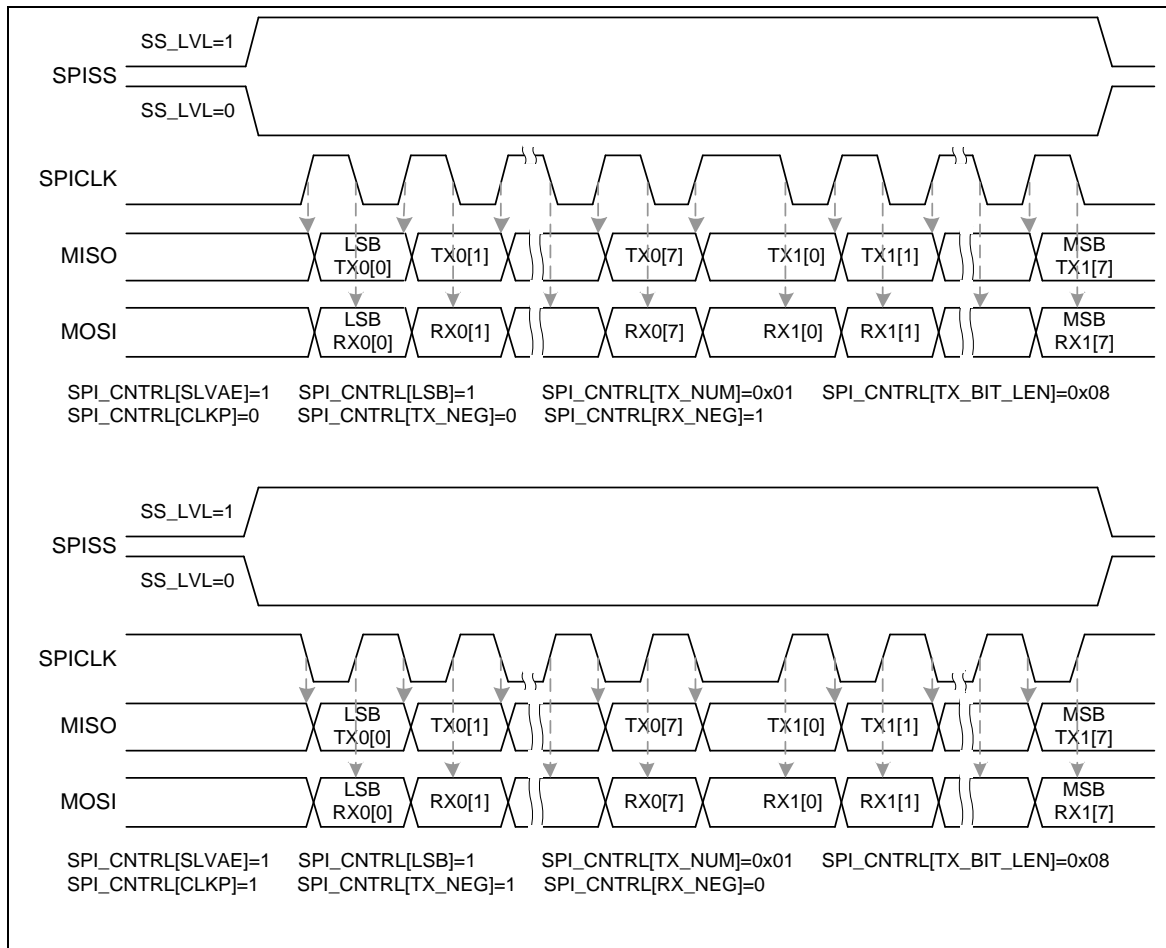 SS_LVL=1
SPISS
SS_LVL=0
SPICLK
MISO LSB TX0[0] TX0[1] TX0[7] TX1[0] TX1[1] MSB TX1[7]
MOSI LSB RX0[0] RX0[1] RX0[7] RX1[0] RX1[1] MSB RX1[7]
SPI_CNTRL[SLVAE]=1 SPI_CNTRL[LSB]=1 SPI_CNTRL[TX_NUM]=0x01 SPI_CNTRL[TX_BIT_LEN]=0x08
SPI_CNTRL[CLKP]=0 SPI_CNTRL[TX_NEG]=0 SPI_CNTRL[RX_NEG]=1
SS_LVL=1
SPISS
SS_LVL=0
SPICLK
MISO LSB TX0[0] TX0[1] TX0[7] TX1[0] TX1[1] MSB TX1[7]
MOSI LSB RX0[0] RX0[1] RX0[7] RX1[0] RX1[1] MSB RX1[7]
SPI_CNTRL[SLVAE]=1 SPI_CNTRL[LSB]=1 SPI_CNTRL[TX_NUM]=0x01 SPI_CNTRL[TX_BIT_LEN]=0x08
SPI_CNTRL[CLKP]=1 SPI_CNTRL[TX_NEG]=1 SPI_CNTRL[RX_NEG]=0